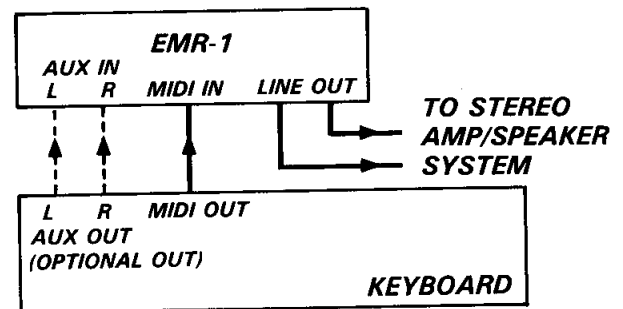 EMR-1
AUX IN
L R MIDI IN LINE OUT
TO STEREO
AMP/SPEAKER
SYSTEM
L R MIDI OUT
AUX OUT
(OPTIONAL OUT)
KEYBOARD